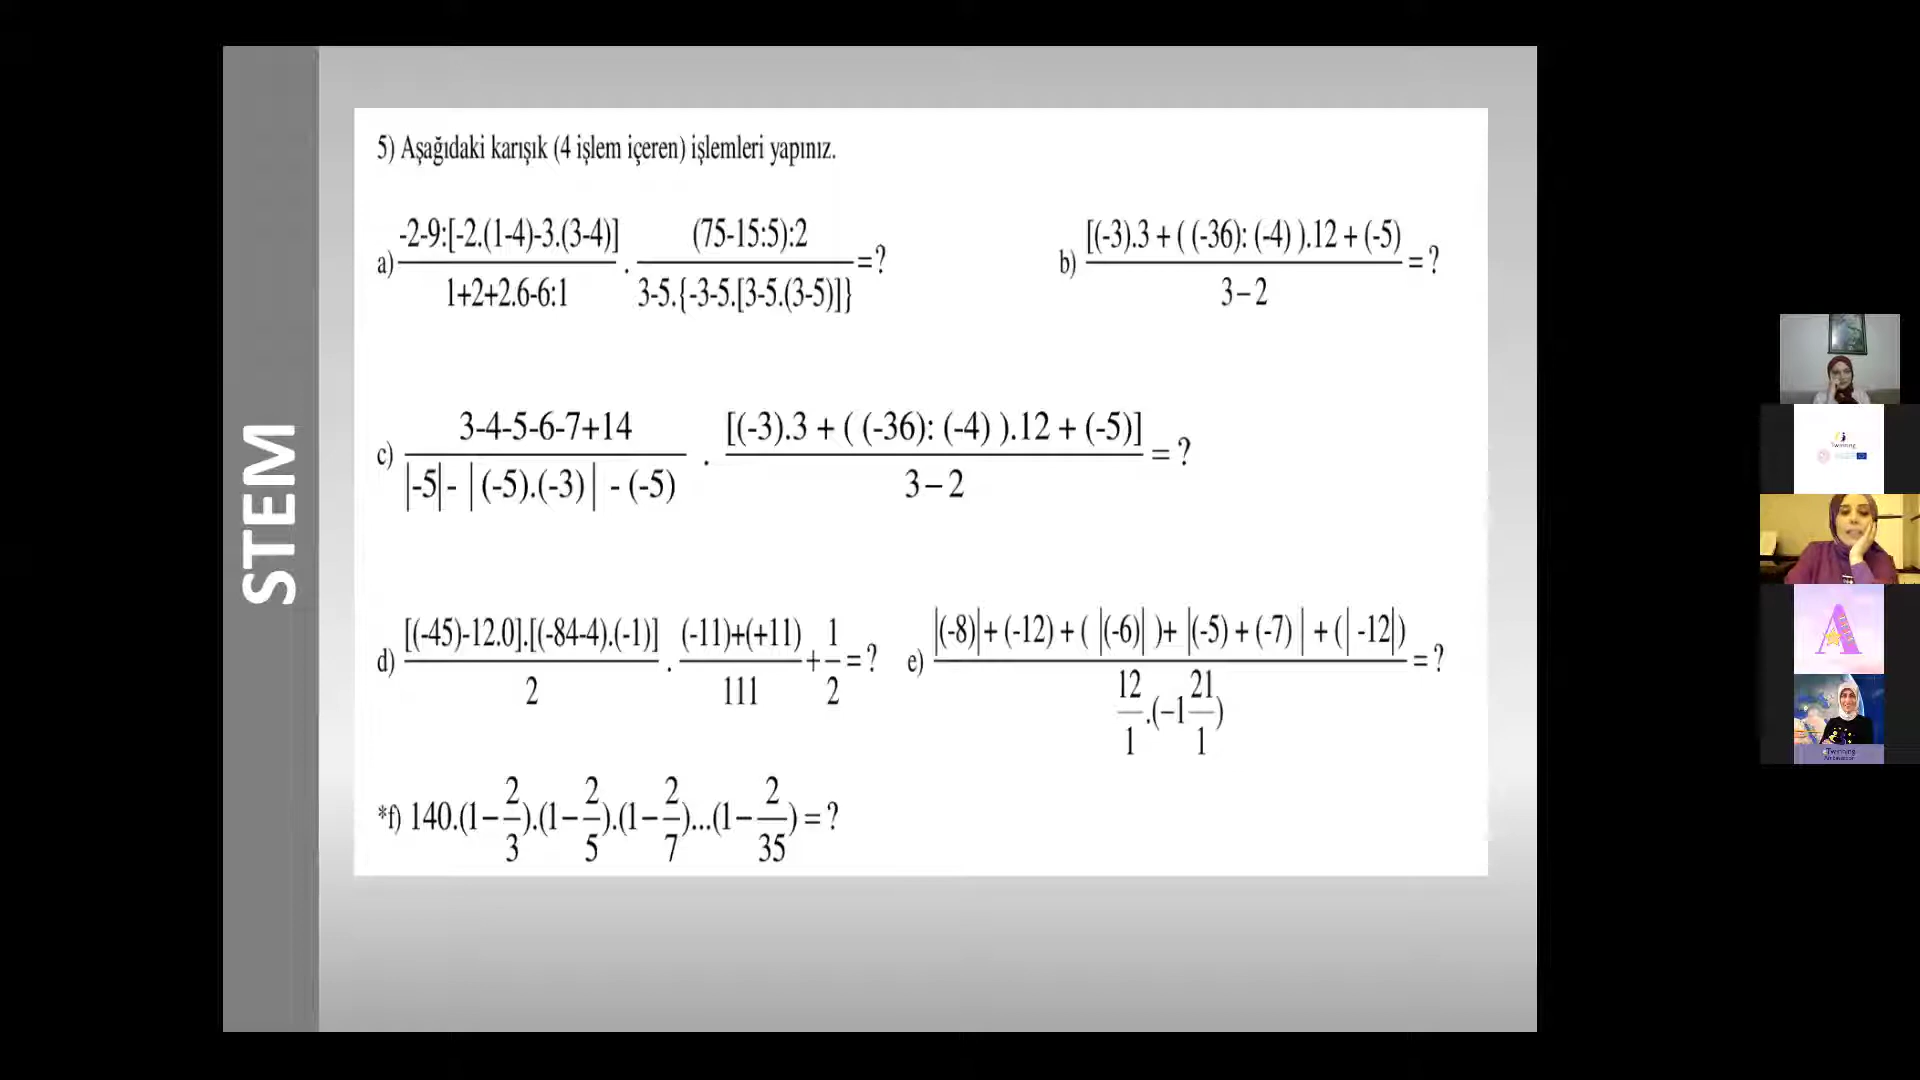 STEM
5) Aşağıdaki karışık (4 işlem içeren) işlemleri yapınız.
a) -2-9:[-2.(1-4)-3.(3-4)] / 1+2+2.6-6:1 . (75-15:5):2 / 3-5.{-3-5.[3-5.(3-5)]} =?
b) [(-3).3 + ( (-36): (-4) ).12 + (-5) / 3-2 = ?
c) 3-4-5-6-7+14 / |-5| - | (-5).(-3) | - (-5) . [(-3).3 + ( (-36): (-4) ).12 + (-5)] / 3-2 = ?
d) [(-45)-12.0].[(-84-4).(-1)] / 2 . (-11)+(+11) / 111 + 1/2 = ?
e) |(-8)| + (-12) + ( |(-6)| )+ |(-5) + (-7) | + (| -12|) / 12/1 .(-1 21/1) = ?
*f) 140.(1-2/3).(1-2/5).(1-2/7)...(1-2/35) = ?
Twinning
A
Twinning
Ambassador